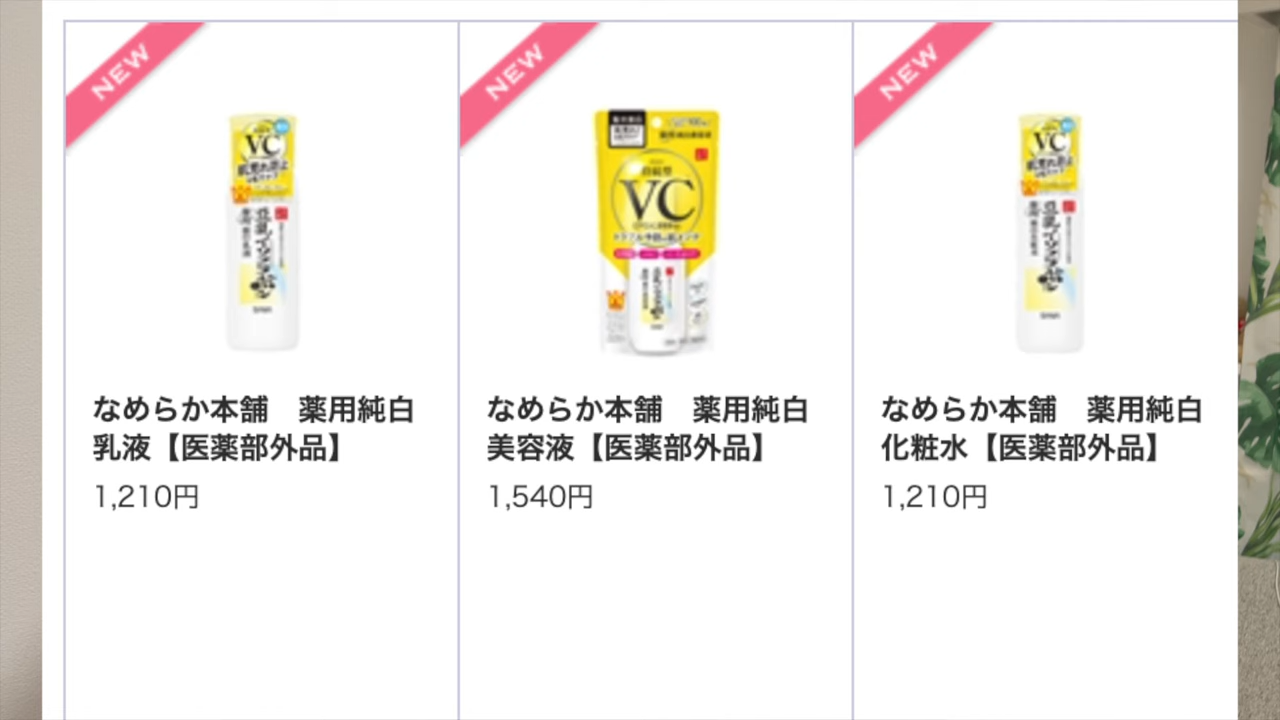 NEW
NEW
NEW
VC
VC
VC
なめらか本舗　薬用純白
乳液【医薬部外品】
1,210円
なめらか本舗　薬用純白
美容液【医薬部外品】
1,540円
なめらか本舗　薬用純白
化粧水【医薬部外品】
1,210円